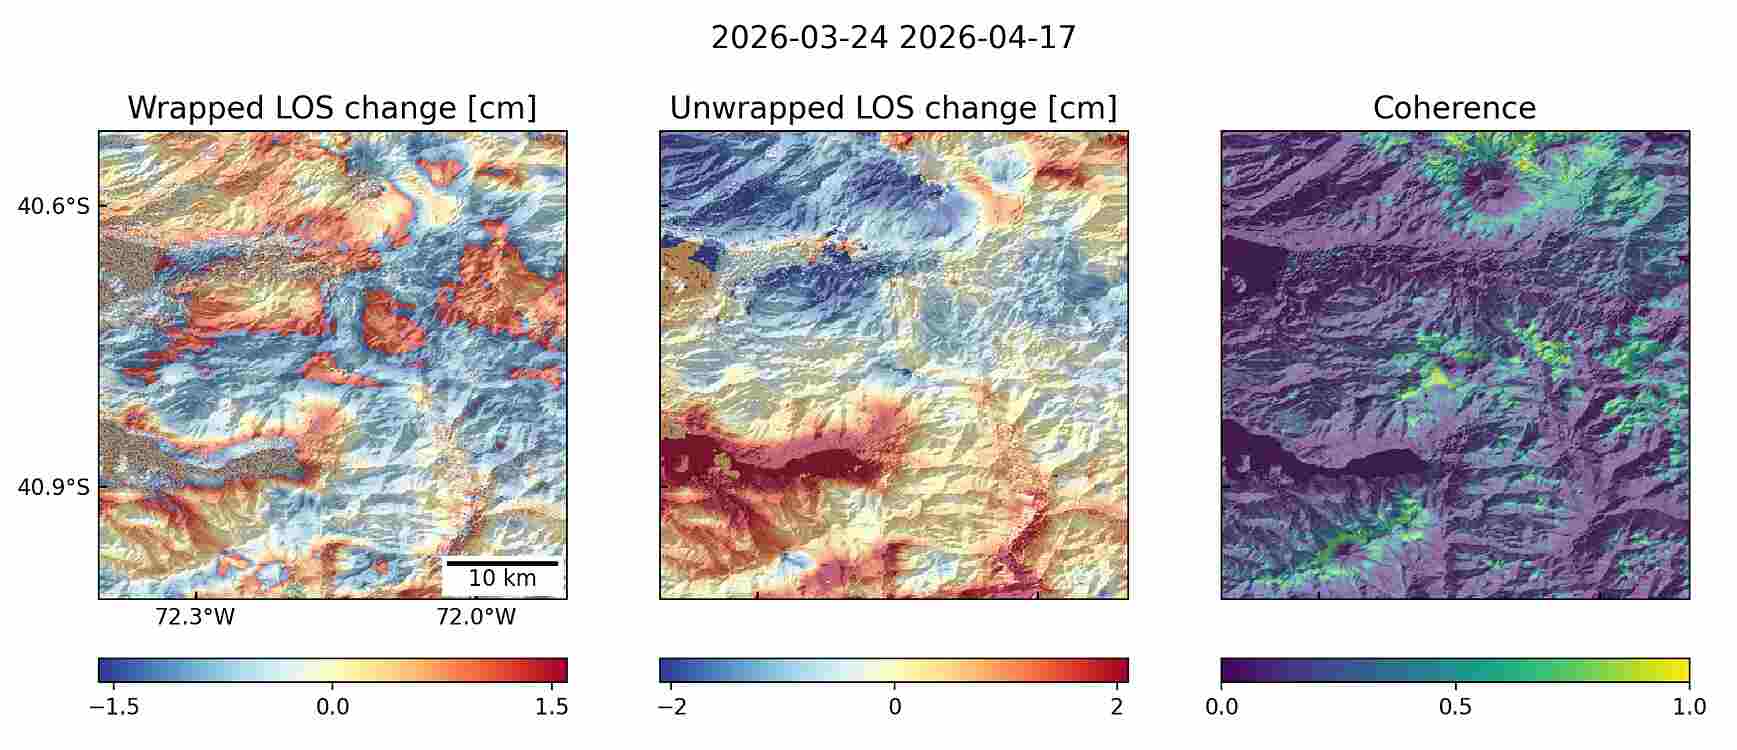 2026-03-24 2026-04-17
Wrapped LOS change [cm]
Unwrapped LOS change [cm]
Coherence
40.6°S
40.9°S
10 km
72.3°W
72.0°W
−1.5
0.0
1.5
−2
0
2
0.0
0.5
1.0